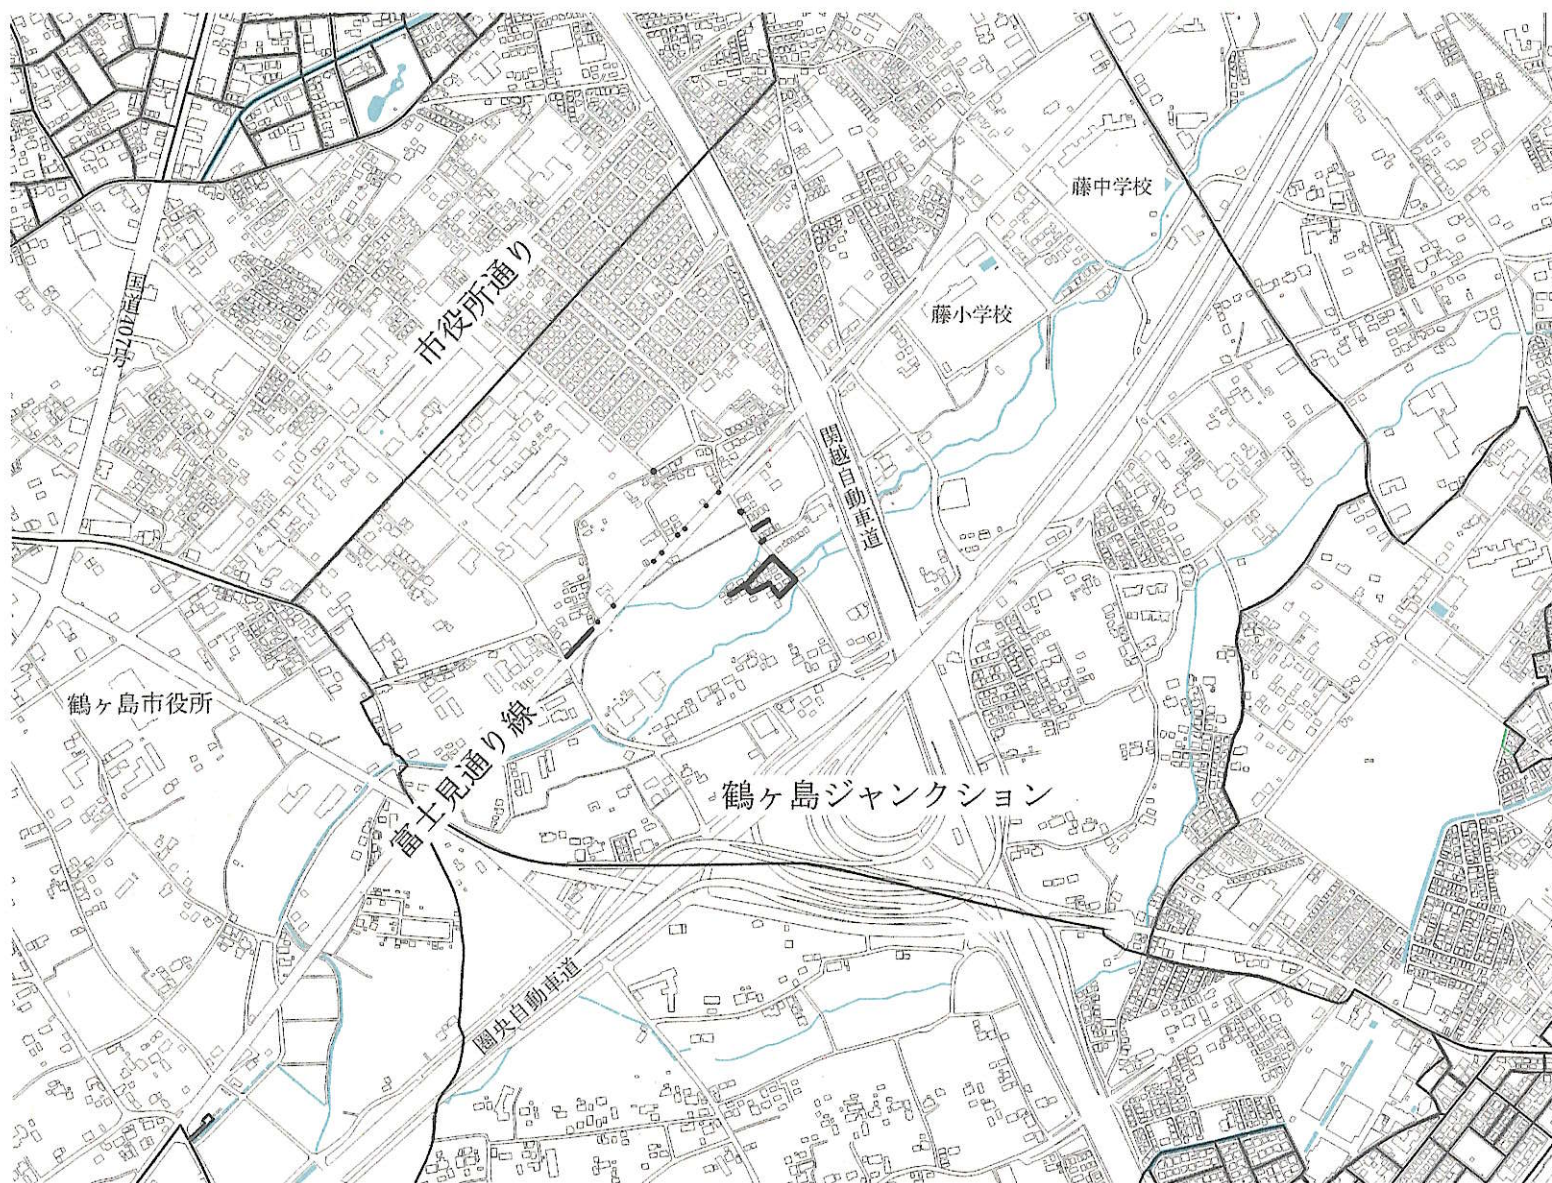 藤中学校
市役所通り
国道407号
藤小学校
関越自動車道
鶴ヶ島市役所
富士見通り線
鶴ヶ島ジャンクション
圏央自動車道